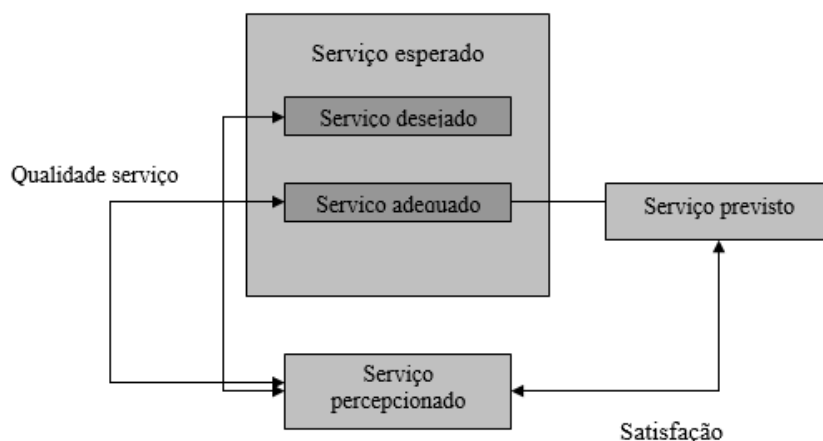 Serviço esperado
Serviço desejado
Qualidade serviço
Serviço adequado
Serviço previsto
Serviço
percepcionado
Satisfação